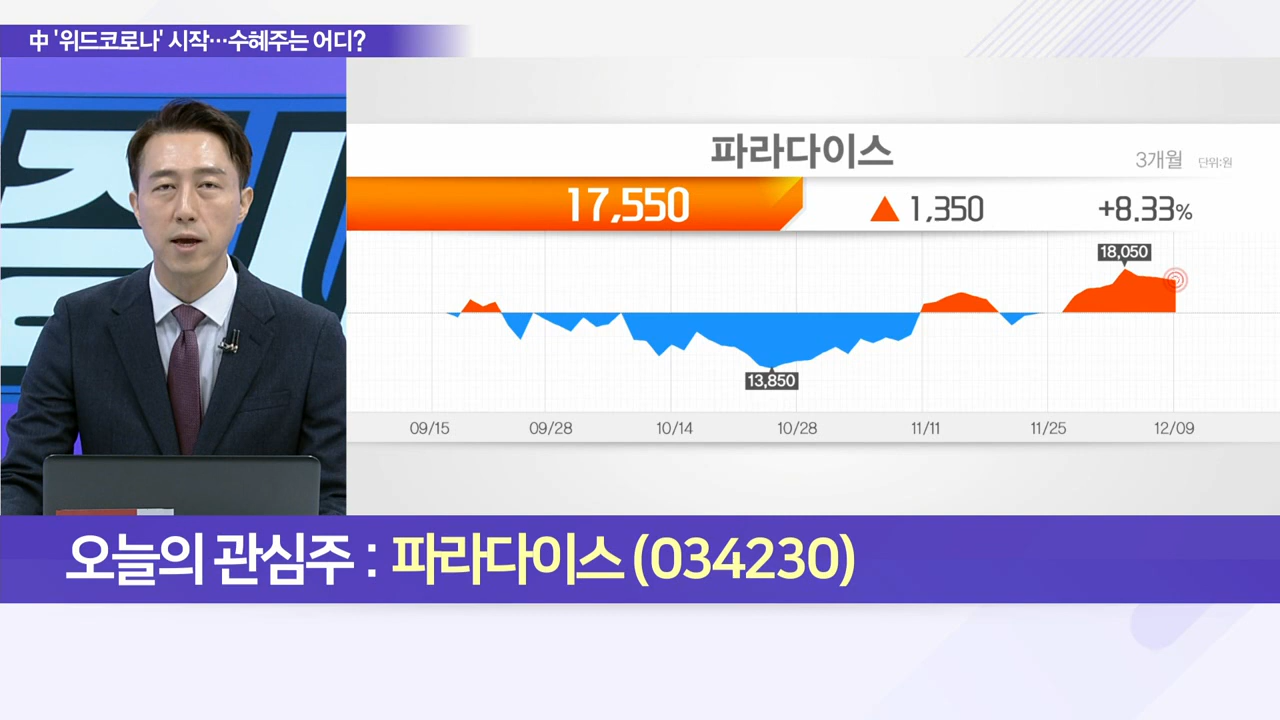 中 '위드코로나' 시작…수혜주는 어디?
파라다이스
3개월 단위:원
17,550 ▲ 1,350 +8.33%
18,050
13,850
09/15 09/28 10/14 10/28 11/11 11/25 12/09
오늘의 관심주 : 파라다이스 (034230)